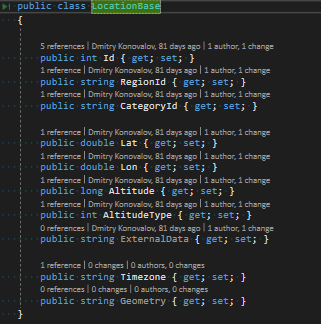 public class LocationBase
{
5 references | Dmitry Konovalov, 81 days ago | 1 author, 1 change
public int Id { get; set; }
1 reference | Dmitry Konovalov, 81 days ago | 1 author, 1 change
public string RegionId { get; set; }
1 reference | Dmitry Konovalov, 81 days ago | 1 author, 1 change
public string CategoryId { get; set; }
1 reference | Dmitry Konovalov, 81 days ago | 1 author, 1 change
public double Lat { get; set; }
1 reference | Dmitry Konovalov, 81 days ago | 1 author, 1 change
public double Lon { get; set; }
1 reference | Dmitry Konovalov, 81 days ago | 1 author, 1 change
public long Altitude { get; set; }
1 reference | Dmitry Konovalov, 81 days ago | 1 author, 1 change
public int AltitudeType { get; set; }
0 references | Dmitry Konovalov, 81 days ago | 1 author, 1 change
public string ExternalData { get; set; }
1 reference | 0 changes | 0 authors, 0 changes
public string Timezone { get; set; }
0 references | 0 changes | 0 authors, 0 changes
public string Geometry { get; set; }
}